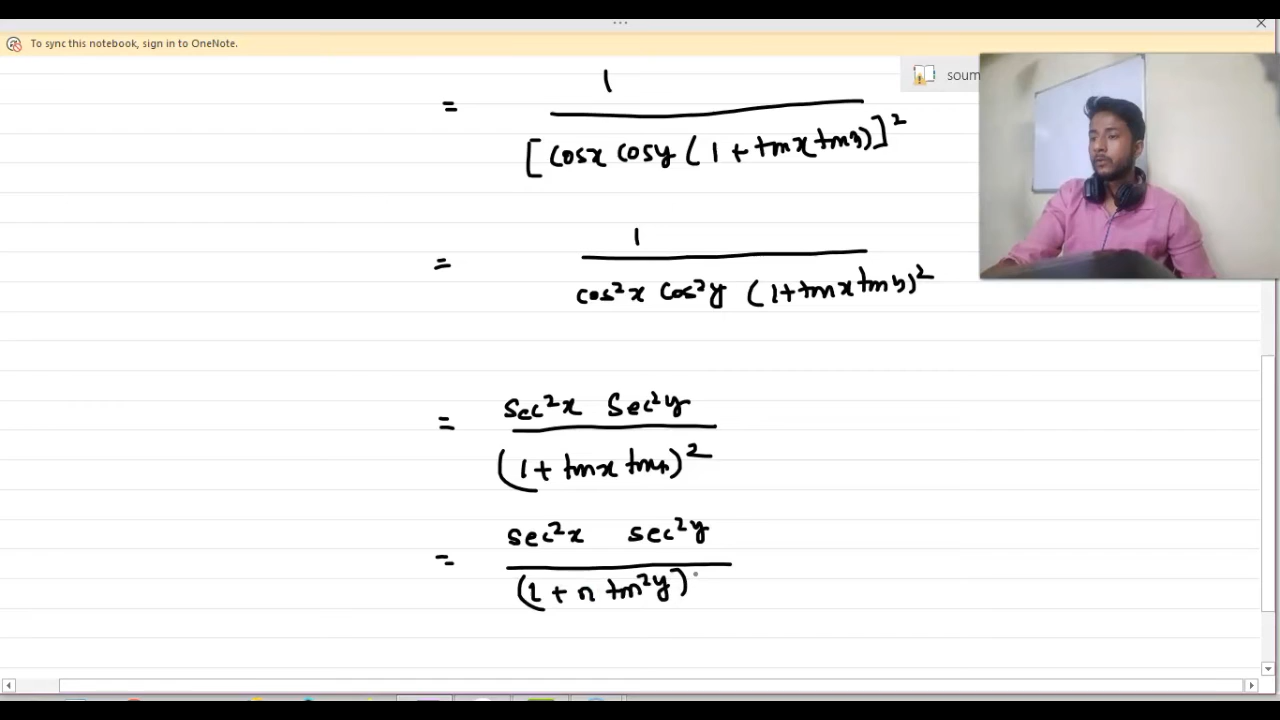 To sync this notebook, sign in to OneNote.
soum
1
= [cosx cosy (1 + tanx tany)]²
1
= cos²x cos²y (1+tanx tany)²
= sec²x sec²y
(1 + tanx tany)²
= sec²x sec²y
(1 + n tan²y)